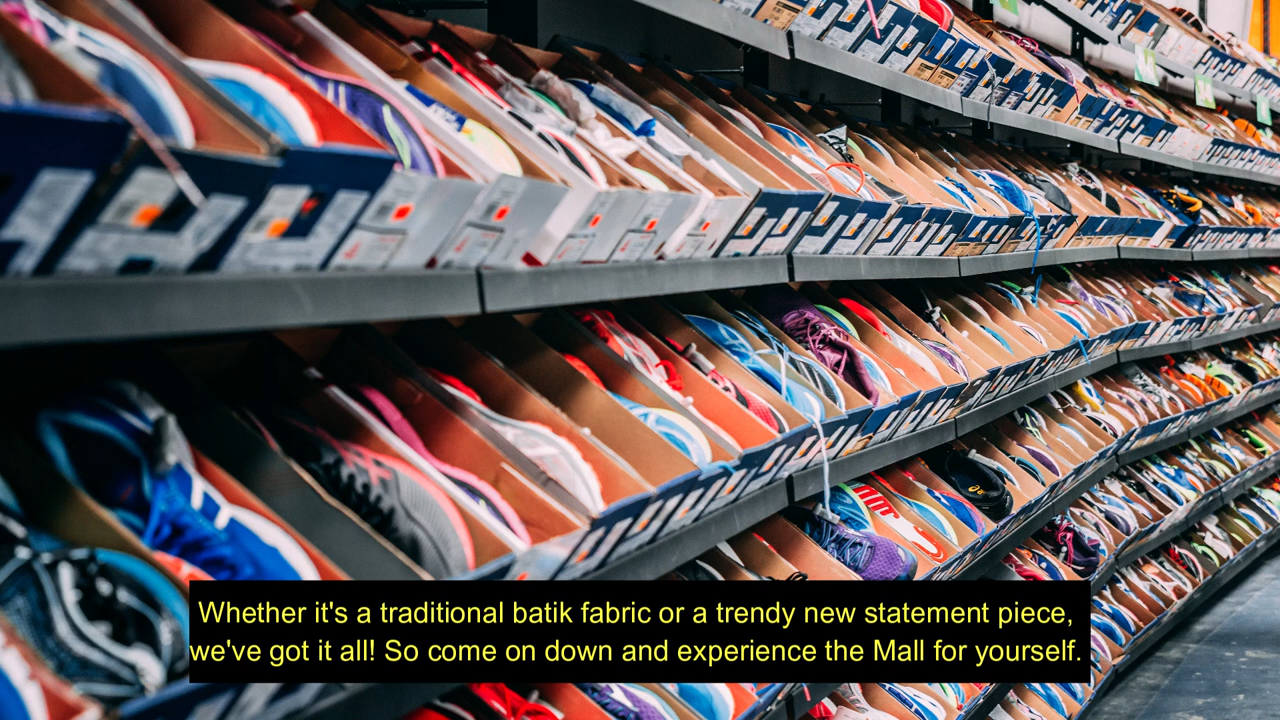 Whether it's a traditional batik fabric or a trendy new statement piece,
we've got it all! So come on down and experience the Mall for yourself.